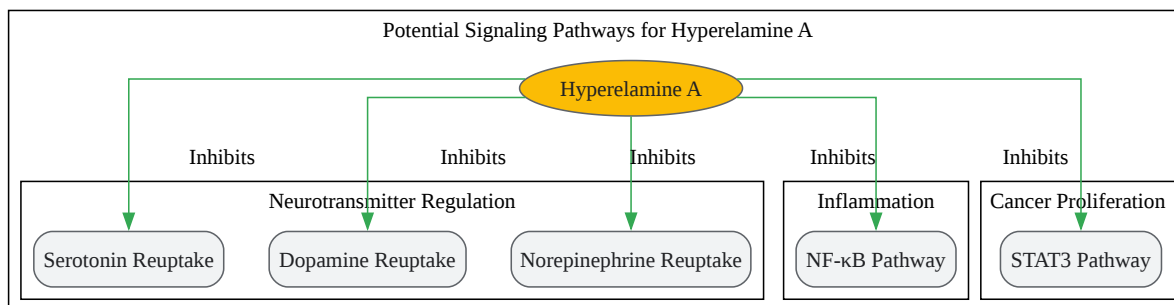 Potential Signaling Pathways for Hyperelamine A
Hyperelamine A
Inhibits
Inhibits
Inhibits
Inhibits
Inhibits
Neurotransmitter Regulation
Inflammation
Cancer Proliferation
Serotonin Reuptake
Dopamine Reuptake
Norepinephrine Reuptake
NF-κB Pathway
STAT3 Pathway